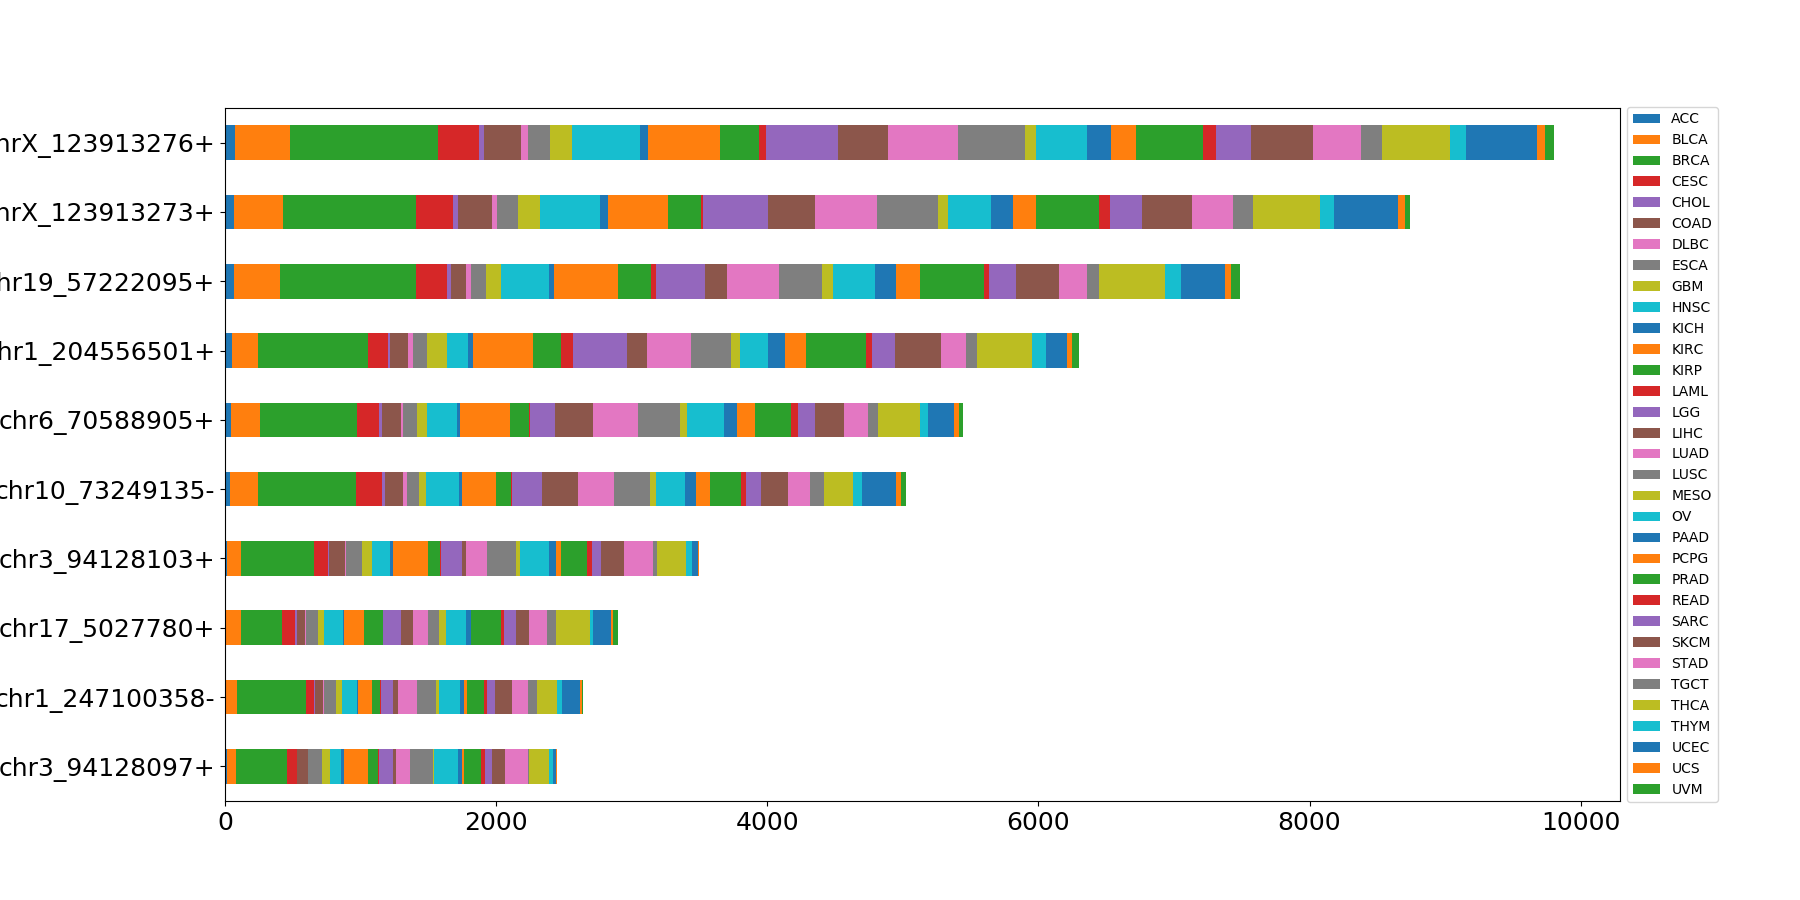 hrX_123913276+
hrX_123913273+
hr19_57222095+
hr1_204556501+
chr6_70588905+
chr10_73249135-
chr3_94128103+
chr17_5027780+
chr1_247100358-
chr3_94128097+
0 2000 4000 6000 8000 10000
ACC
BLCA
BRCA
CESC
CHOL
COAD
DLBC
ESCA
GBM
HNSC
KICH
KIRC
KIRP
LAML
LGG
LIHC
LUAD
LUSC
MESO
OV
PAAD
PCPG
PRAD
READ
SARC
SKCM
STAD
TGCT
THCA
THYM
UCEC
UCS
UVM